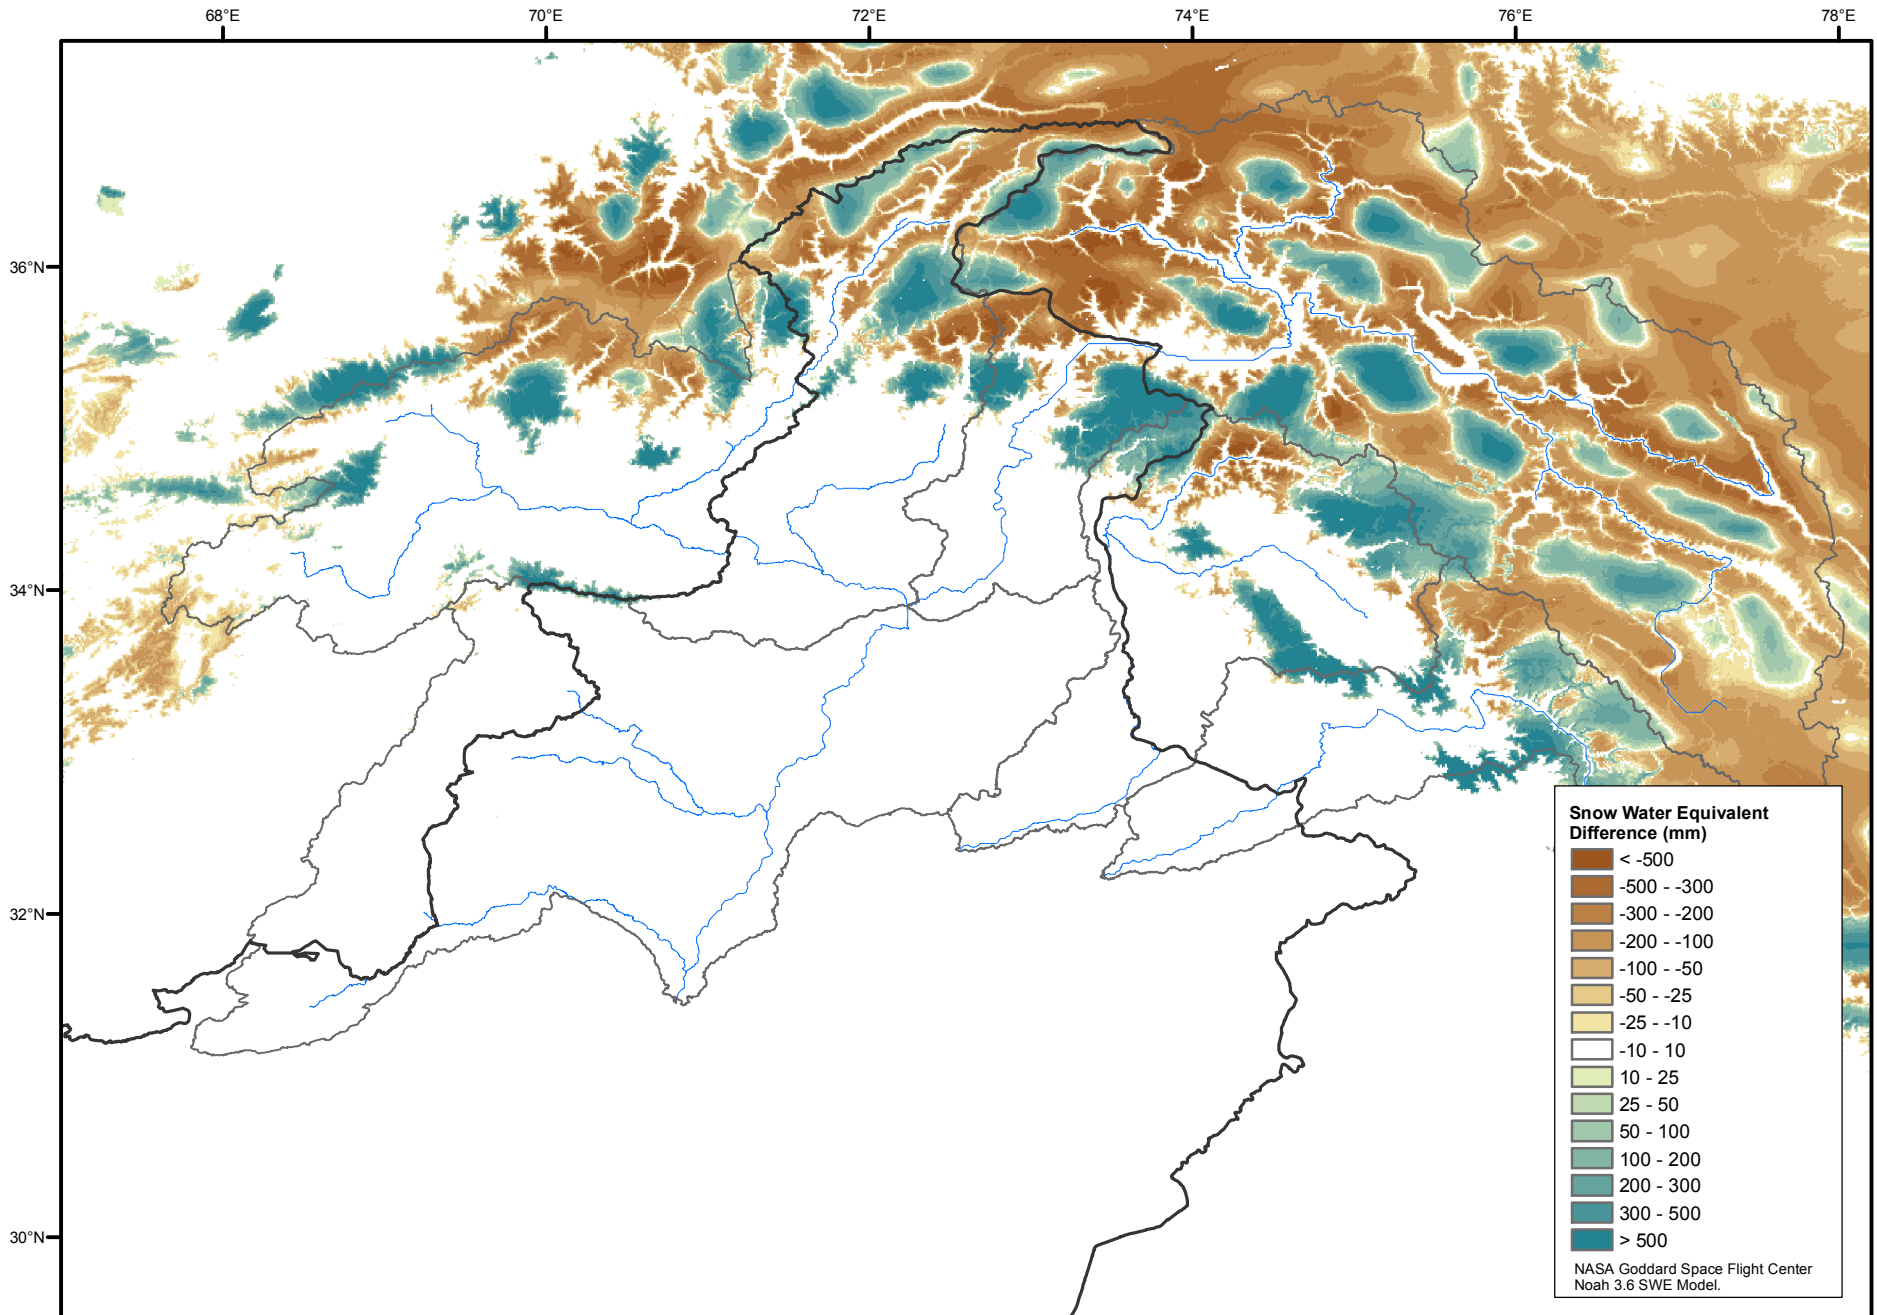 68°E 70°E 72°E 74°E 76°E 78°E
36°N
34°N
32°N
30°N
Snow Water Equivalent
Difference (mm)
< -500
-500 - -300
-300 - -200
-200 - -100
-100 - -50
-50 - -25
-25 - -10
-10 - 10
10 - 25
25 - 50
50 - 100
100 - 200
200 - 300
300 - 500
> 500
NASA Goddard Space Flight Center
Noah 3.6 SWE Model.